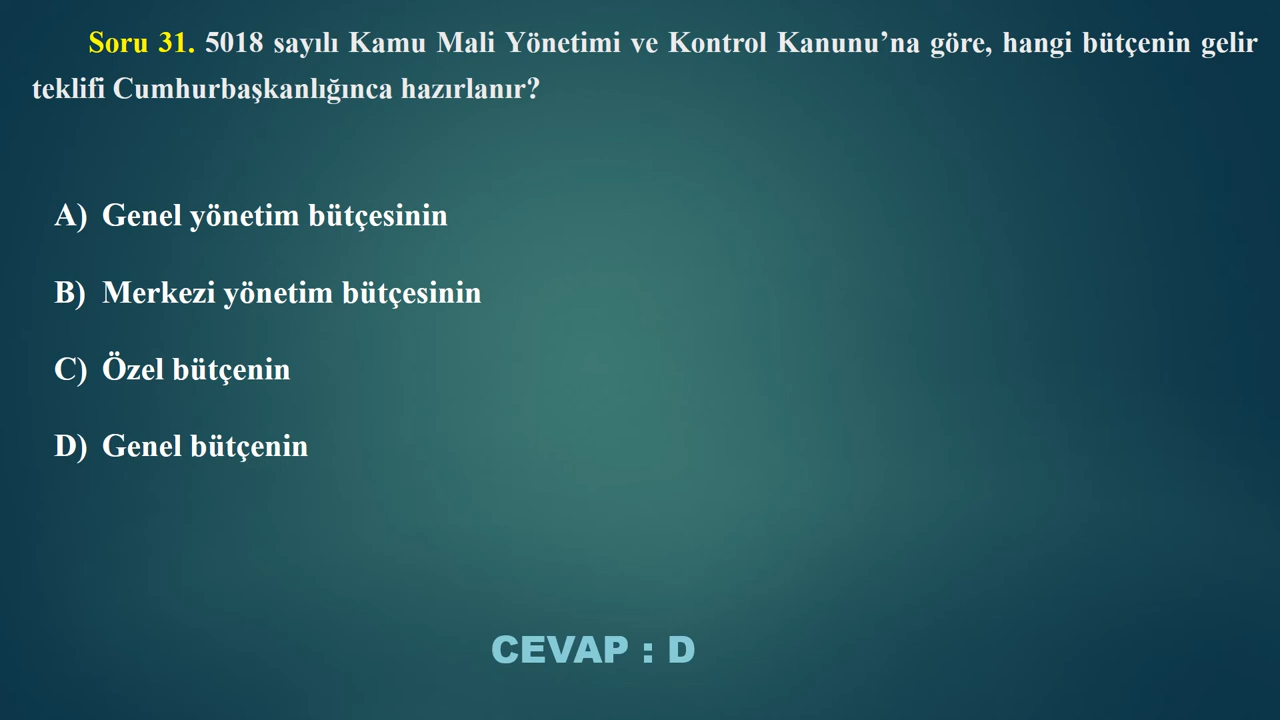 Soru 31. 5018 sayılı Kamu Mali Yönetimi ve Kontrol Kanunu’na göre, hangi bütçenin gelir
teklifi Cumhurbaşkanlığınca hazırlanır?
A) Genel yönetim bütçesinin
B) Merkezi yönetim bütçesinin
C) Özel bütçenin
D) Genel bütçenin
CEVAP : D